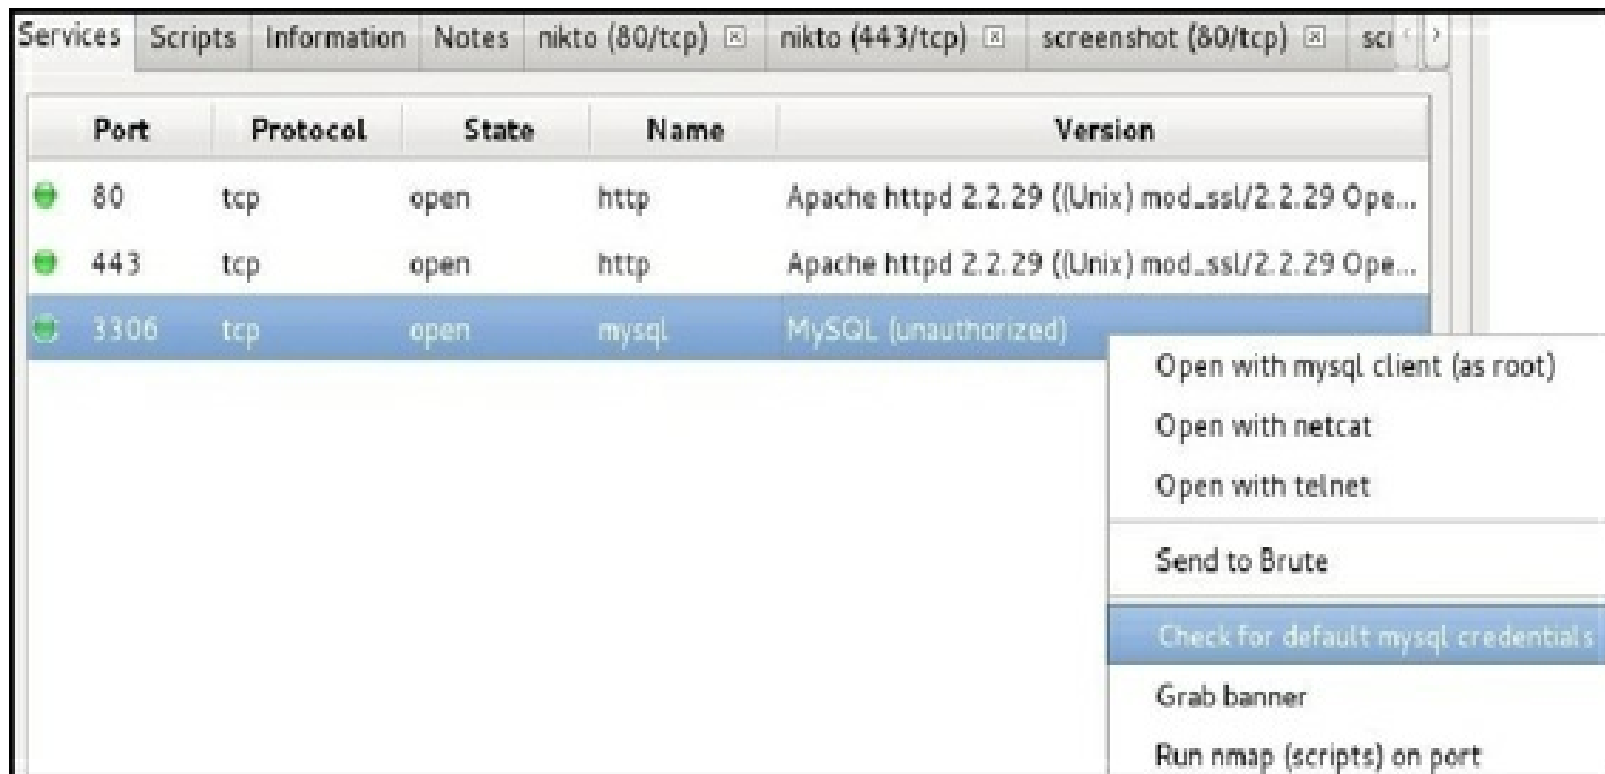 Services Scripts Information Notes nikto (80/tcp) nikto (443/tcp) screenshot (80/tcp) sci
Port Protocol State Name Version
80 tcp open http Apache httpd 2.2.29 ((Unix) mod_ssl/2.2.29 Ope...
443 tcp open http Apache httpd 2.2.29 ((Unix) mod_ssl/2.2.29 Ope...
3306 tcp open mysql MySQL (unauthorized)
Open with mysql client (as root)
Open with netcat
Open with telnet
Send to Brute
Check for default mysql credentials
Grab banner
Run nmap (scripts) on port